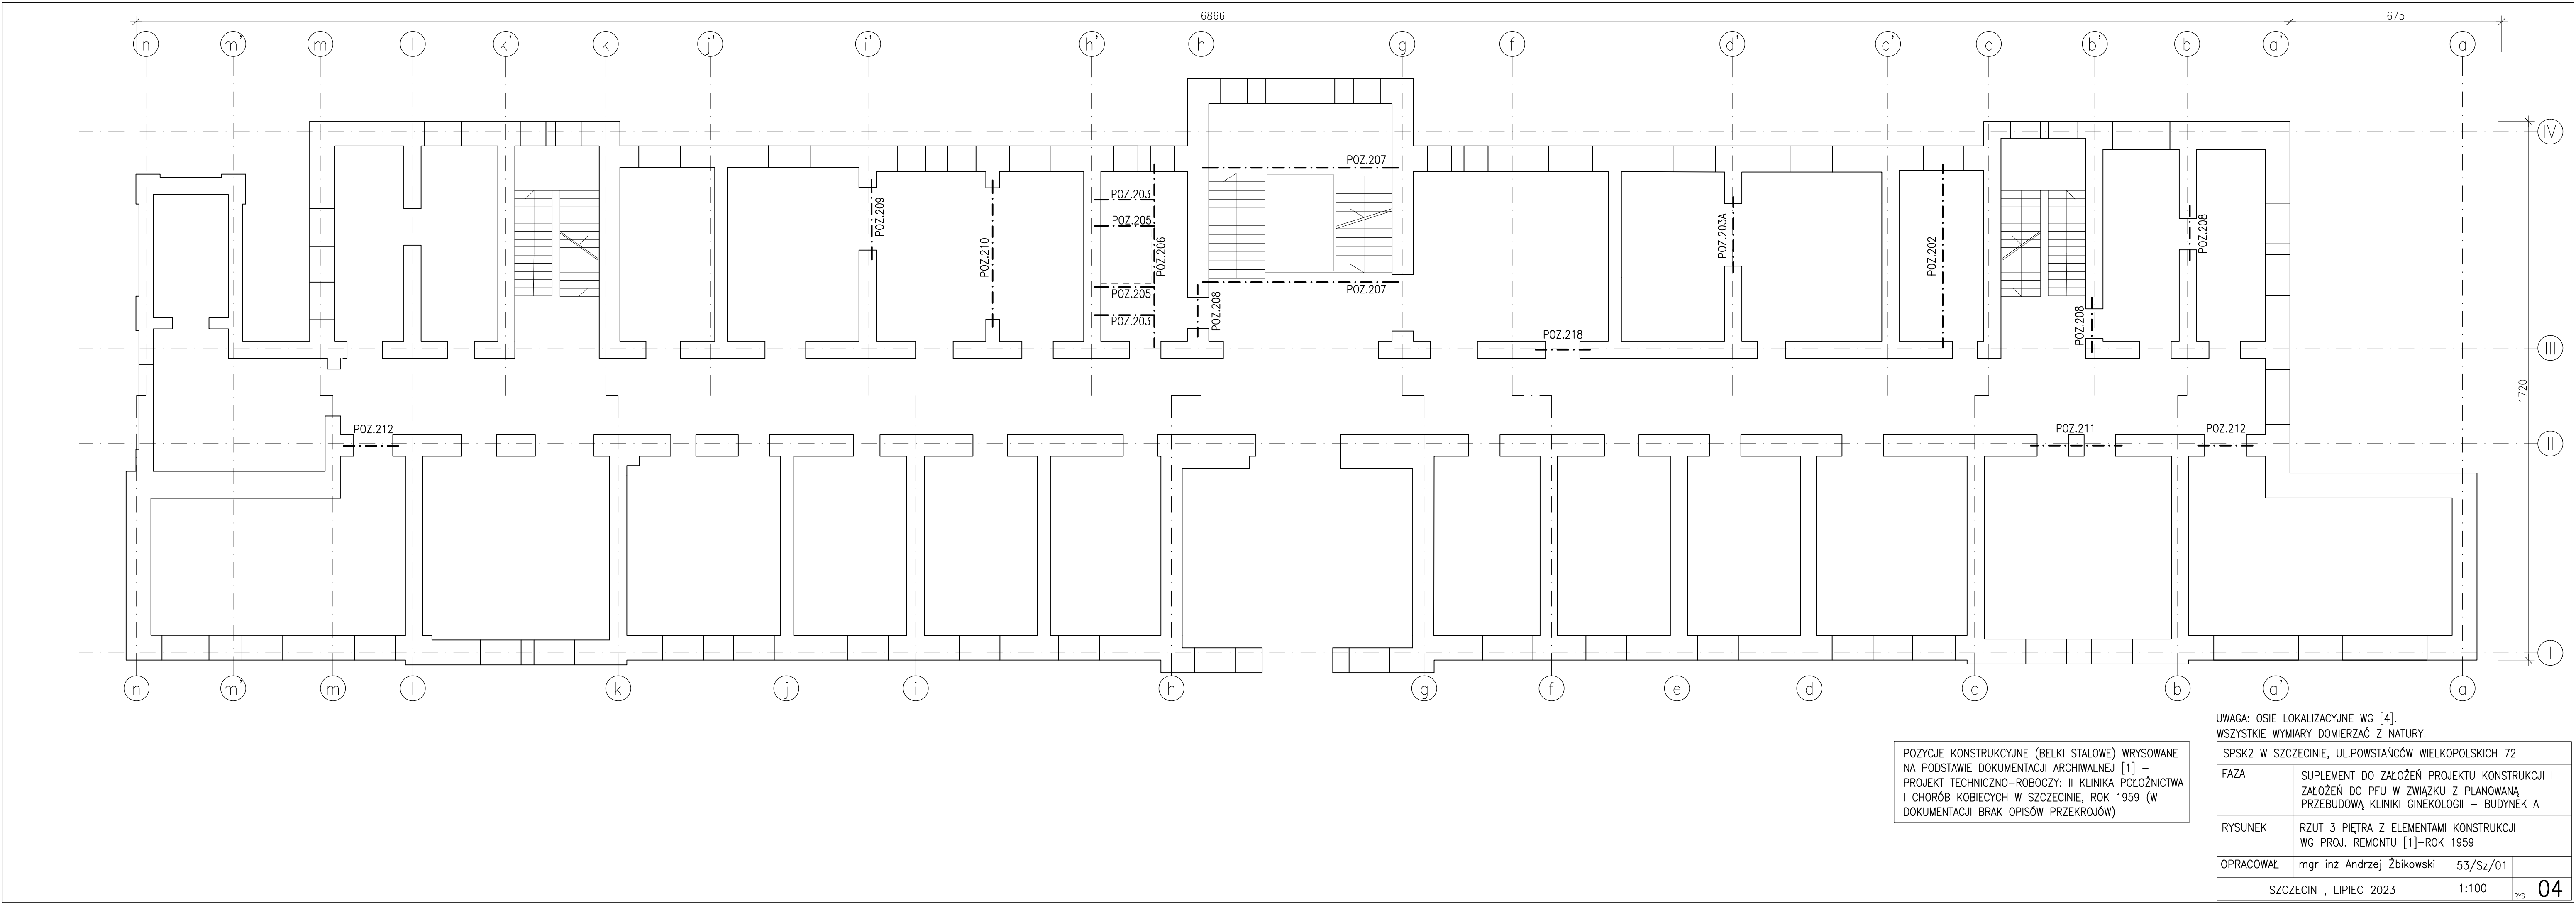 6866
675
n
m'
m
l
k'
k
j'
i'
h'
h
g
f
d'
c'
c
b'
b
a'
a
IV
POZ.207
POZ.203
POZ.205
POZ.209
POZ.210
POZ.206
POZ.203A
POZ.202
POZ.208
POZ.207
POZ.205
POZ.203
POZ.208
POZ.208
POZ.218
III
1720
POZ.212
POZ.211
POZ.212
II
I
n
m'
m
l
k
j
i
h
g
f
e
d
c
b
a'
a
UWAGA: OSIE LOKALIZACYJNE WG [4].
WSZYSTKIE WYMIARY DOMIERZAĆ Z NATURY.
POZYCJE KONSTRUKCYJNE (BELKI STALOWE) WRYSOWANE
NA PODSTAWIE DOKUMENTACJI ARCHIWALNEJ [1] –
PROJEKT TECHNICZNO–ROBOCZY: II KLINIKA POŁOŻNICTWA
I CHORÓB KOBIECYCH W SZCZECINIE, ROK 1959 (W
DOKUMENTACJI BRAK OPISÓW PRZEKROJÓW)
SPSK2 W SZCZECINIE, UL.POWSTAŃCÓW WIELKOPOLSKICH 72
FAZA
SUPLEMENT DO ZAŁOŻEŃ PROJEKTU KONSTRUKCJI I
ZAŁOŻEŃ DO PFU W ZWIĄZKU Z PLANOWANĄ
PRZEBUDOWĄ KLINIKI GINEKOLOGII – BUDYNEK A
RYSUNEK
RZUT 3 PIĘTRA Z ELEMENTAMI KONSTRUKCJI
WG PROJ. REMONTU [1]–ROK 1959
OPRACOWAŁ
mgr inż Andrzej Żbikowski
53/Sz/01
SZCZECIN , LIPIEC 2023
1:100
RYS 04